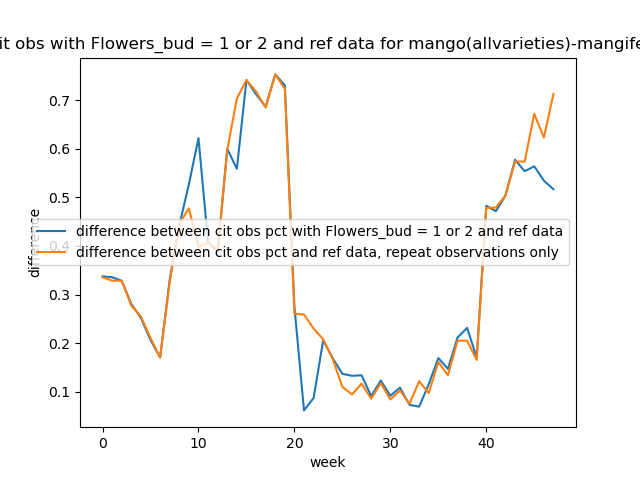 it obs with Flowers_bud = 1 or 2 and ref data for mango(allvarieties)-mangife
0.7
0.6
0.5
0.4
0.3
0.2
0.1
difference
difference between cit obs pct with Flowers_bud = 1 or 2 and ref data
difference between cit obs pct and ref data, repeat observations only
0 10 20 30 40
week